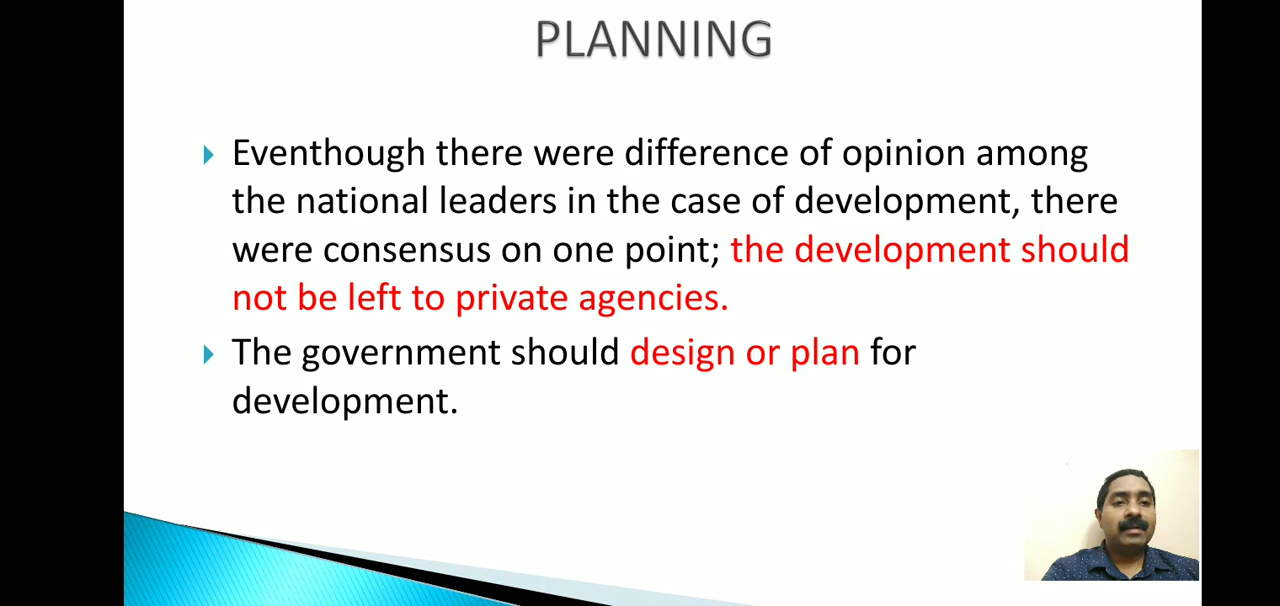 PLANNING
Eventhough there were difference of opinion among
the national leaders in the case of development, there
were consensus on one point; the development should
not be left to private agencies.
The government should design or plan for
development.